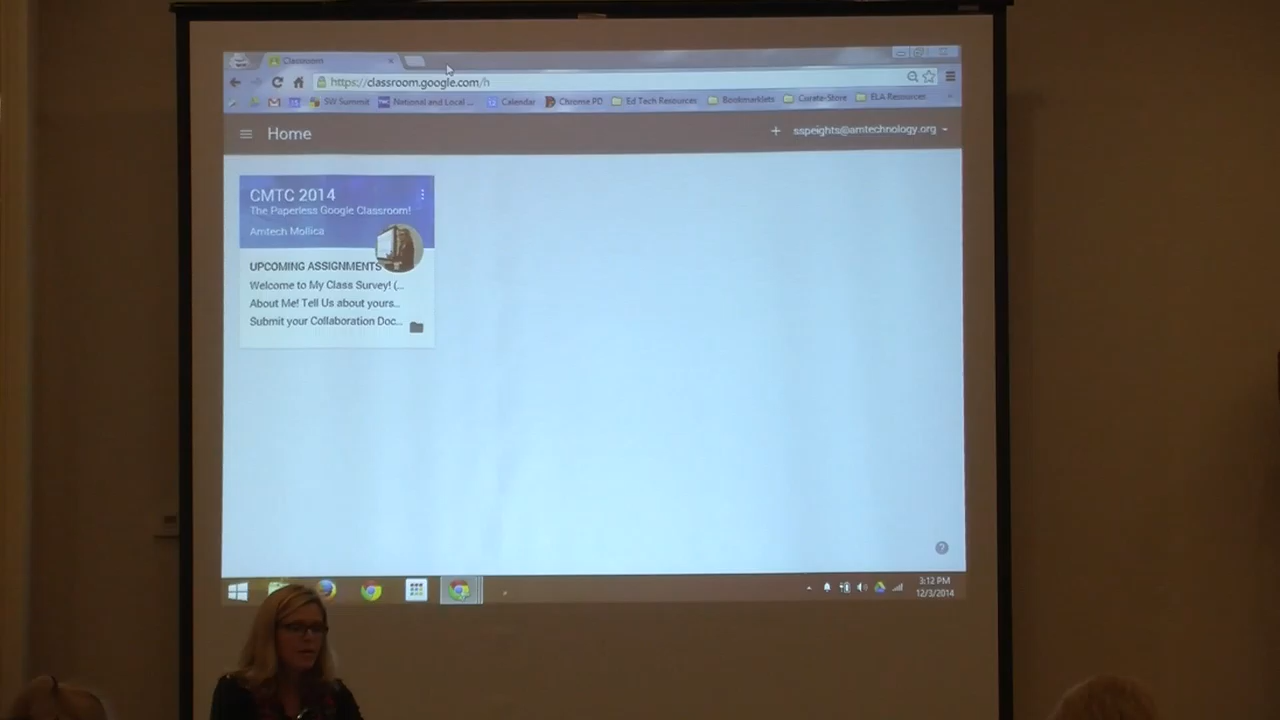 Classroom
https://classroom.google.com/h
SW Summit
National and Local ...
Calendar
Chrome PD
Ed Tech Resources
Bookmarklets
Curate-Store
ELA Resources
Home
+
sspeights@amtechnology.org
CMTC 2014
The Paperless Google Classroom!
Amtech Mollica
UPCOMING ASSIGNMENTS
Welcome to My Class Survey! (...
About Me! Tell Us about yours...
Submit your Collaboration Doc...
?
3:12 PM
12/3/2014